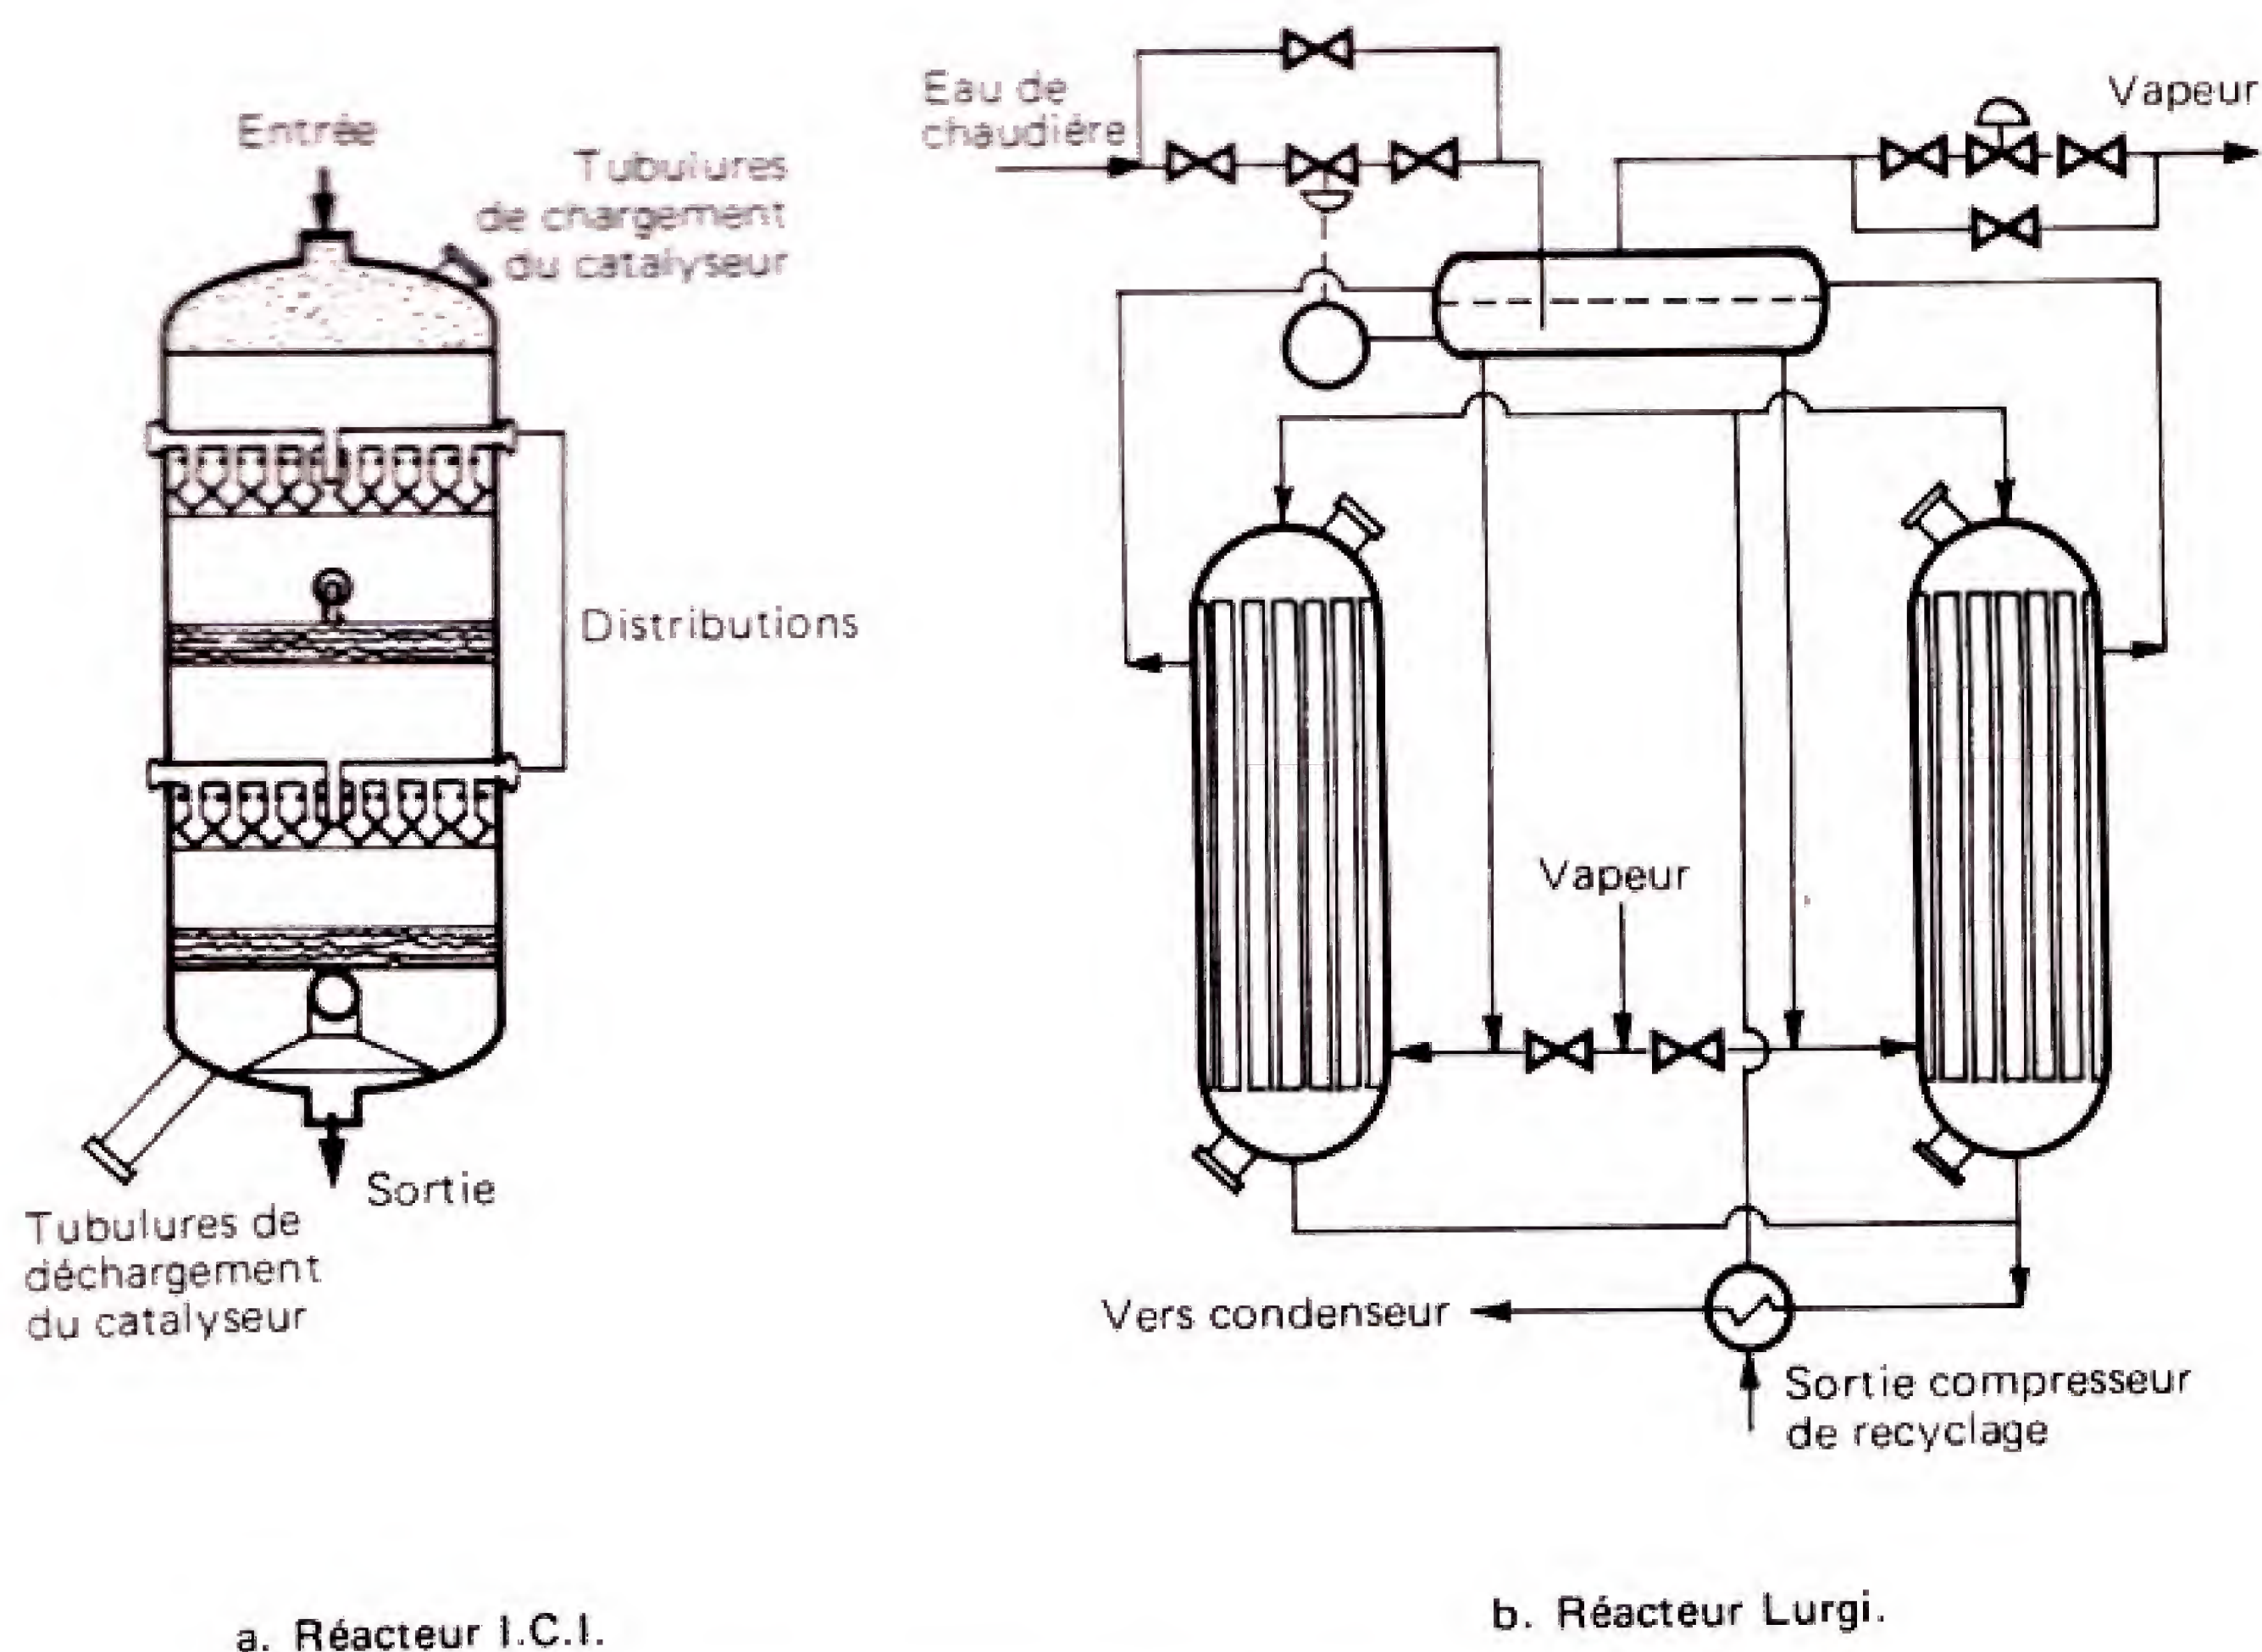 Entrée
Tubulures
de chargement
du catalyseur
Distributions
Sortie
Tubulures de
déchargement
du catalyseur
a. Réacteur I.C.I.
Eau de
chaudiére
Vapeur
Vapeur
Vers condenseur
Sortie compresseur
de recyclage
b. Réacteur Lurgi.